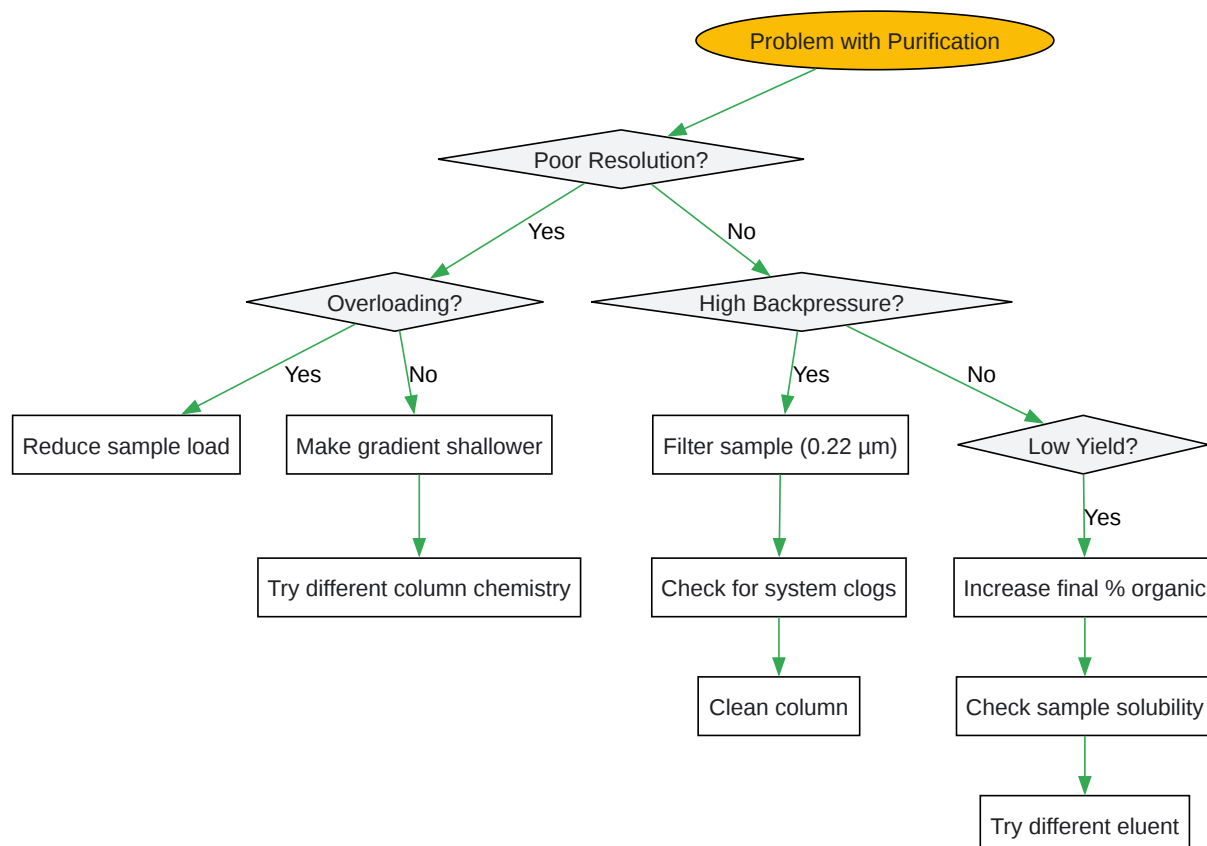 Problem with Purification
Poor Resolution?
Yes
No
Overloading?
High Backpressure?
Yes
No
Yes
No
Reduce sample load
Make gradient shallower
Filter sample (0.22 µm)
Low Yield?
Yes
Try different column chemistry
Check for system clogs
Increase final % organic
Clean column
Check sample solubility
Try different eluent